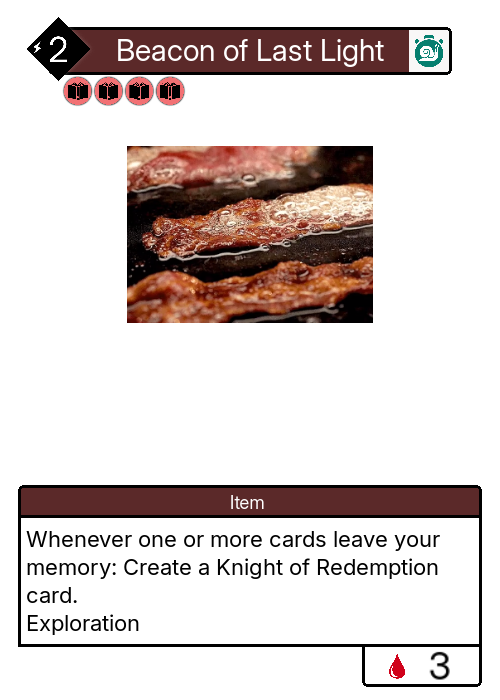 2
Beacon of Last Light
Item
Whenever one or more cards leave your
memory: Create a Knight of Redemption
card.
Exploration
3